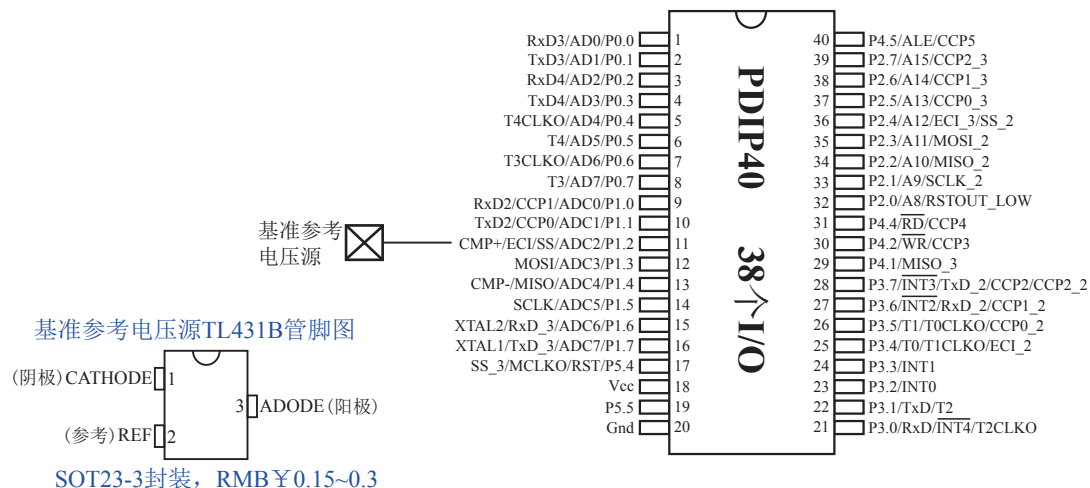 RxD3/AD0/P0.0 1
TxD3/AD1/P0.1 2
RxD4/AD2/P0.2 3
TxD4/AD3/P0.3 4
T4CLKO/AD4/P0.4 5
T4/AD5/P0.5 6
T3CLKO/AD6/P0.6 7
T3/AD7/P0.7 8
RxD2/CCP1/ADC0/P1.0 9
TxD2/CCP0/ADC1/P1.1 10
CMP+/ECI/SS/ADC2/P1.2 11
MOSI/ADC3/P1.3 12
CMP-/MISO/ADC4/P1.4 13
SCLK/ADC5/P1.5 14
XTAL2/RxD_3/ADC6/P1.6 15
XTAL1/TxD_3/ADC7/P1.7 16
SS_3/MCLKO/RST/P5.4 17
Vcc 18
P5.5 19
Gnd 20
PDIP40 38个I/O
40 P4.5/ALE/CCP5
39 P2.7/A15/CCP2_3
38 P2.6/A14/CCP1_3
37 P2.5/A13/CCP0_3
36 P2.4/A12/ECI_3/SS_2
35 P2.3/A11/MOSI_2
34 P2.2/A10/MISO_2
33 P2.1/A9/SCLK_2
32 P2.0/A8/RSTOUT_LOW
31 P4.4/RD/CCP4
30 P4.2/WR/CCP3
29 P4.1/MISO_3
28 P3.7/INT3/TxD_2/CCP2/CCP2_2
27 P3.6/INT2/RxD_2/CCP1_2
26 P3.5/T1/T0CLKO/CCP0_2
25 P3.4/T0/T1CLKO/ECI_2
24 P3.3/INT1
23 P3.2/INT0
22 P3.1/TxD/T2
21 P3.0/RxD/INT4/T2CLKO
基准参考
电压源
基准参考电压源TL431B管脚图
(阴极)CATHODE 1
3 ADODE(阳极)
(参考)REF 2
SOT23-3封装，RMB￥0.15~0.3